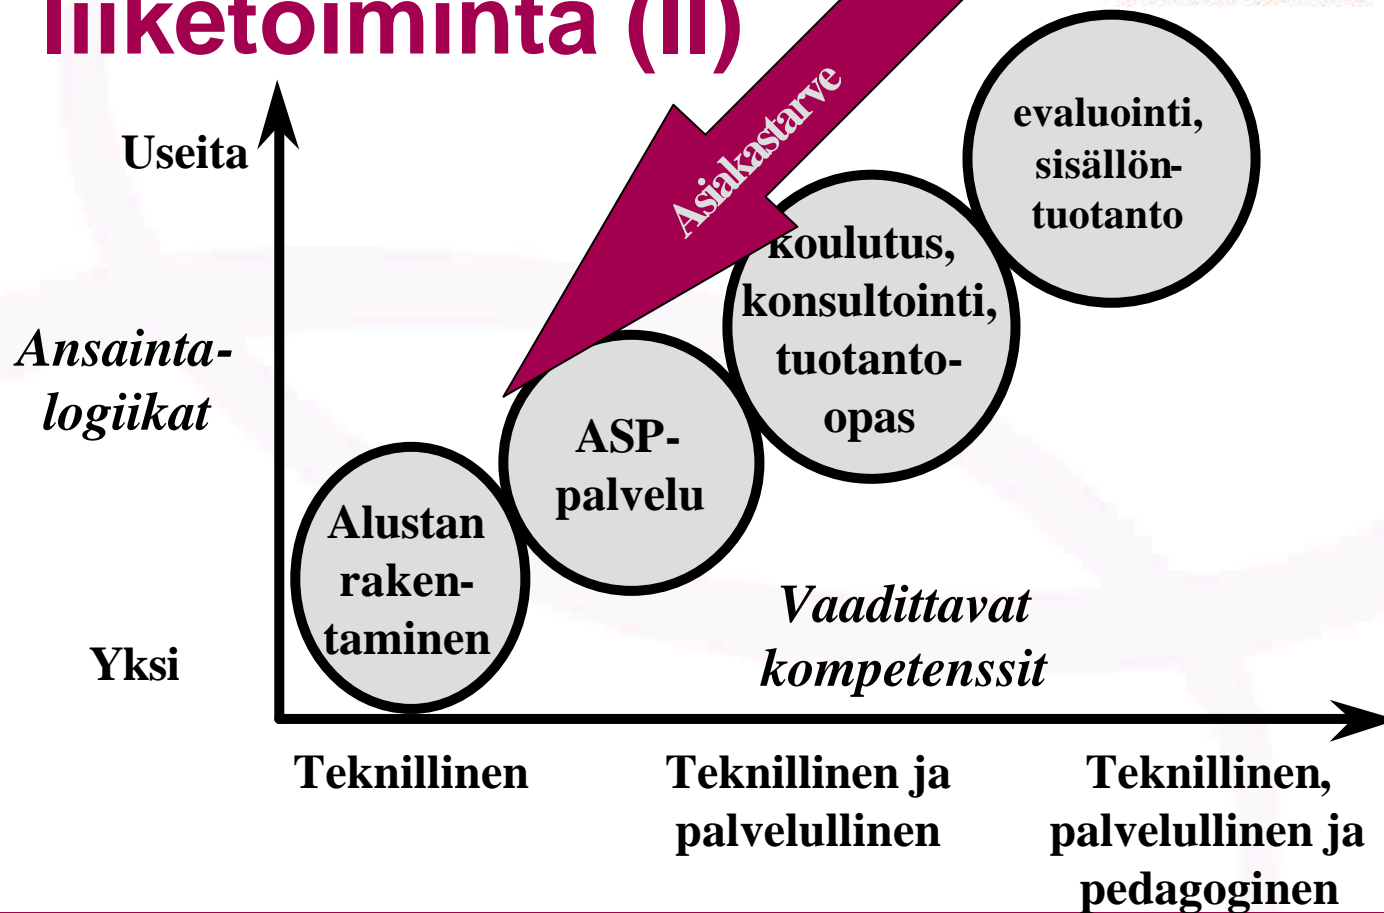 liiketoiminta (II)
Asiakastarve
Useita
evaluointi,
sisällön-
tuotanto
koulutus,
konsultointi,
tuotanto-
opas
Ansainta-
logiikat
ASP-
palvelu
Alustan
raken-
taminen
Vaadittavat
kompetenssit
Yksi
Teknillinen
Teknillinen ja
palvelullinen
Teknillinen,
palvelullinen ja
pedagoginen